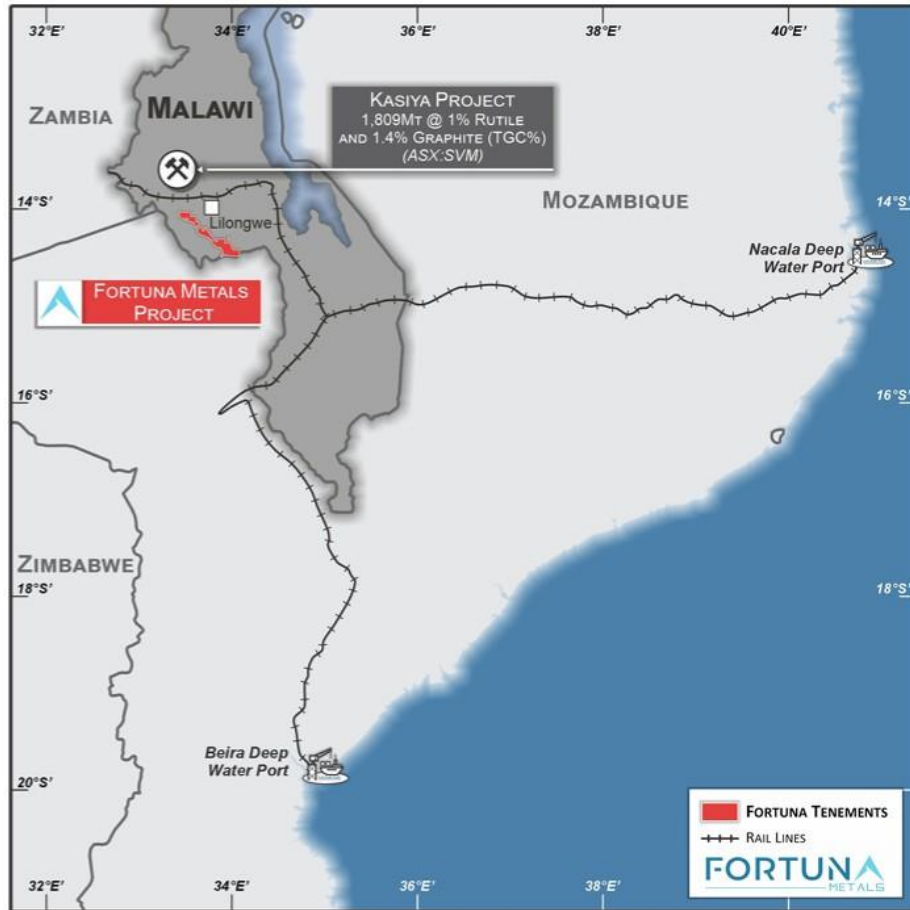 32°E'
34°E'
36°E'
38°E'
40°E'
ZAMBIA
MALAWI
KASIYA PROJECT
1,809MT @ 1% RUTILE
AND 1.4% GRAPHITE (TGC%)
(ASX:SVM)
14°S'
14°S'
MOZAMBIQUE
Lilongwe
Nacala Deep
Water Port
FORTUNA METALS
PROJECT
16°S'
16°S'
ZIMBABWE
18°S'
18°S'
Beira Deep
Water Port
20°S'
FORTUNA TENEMENTS
RAIL LINES
FORTUNA
METALS
32°E'
34°E'
36°E'
38°E'